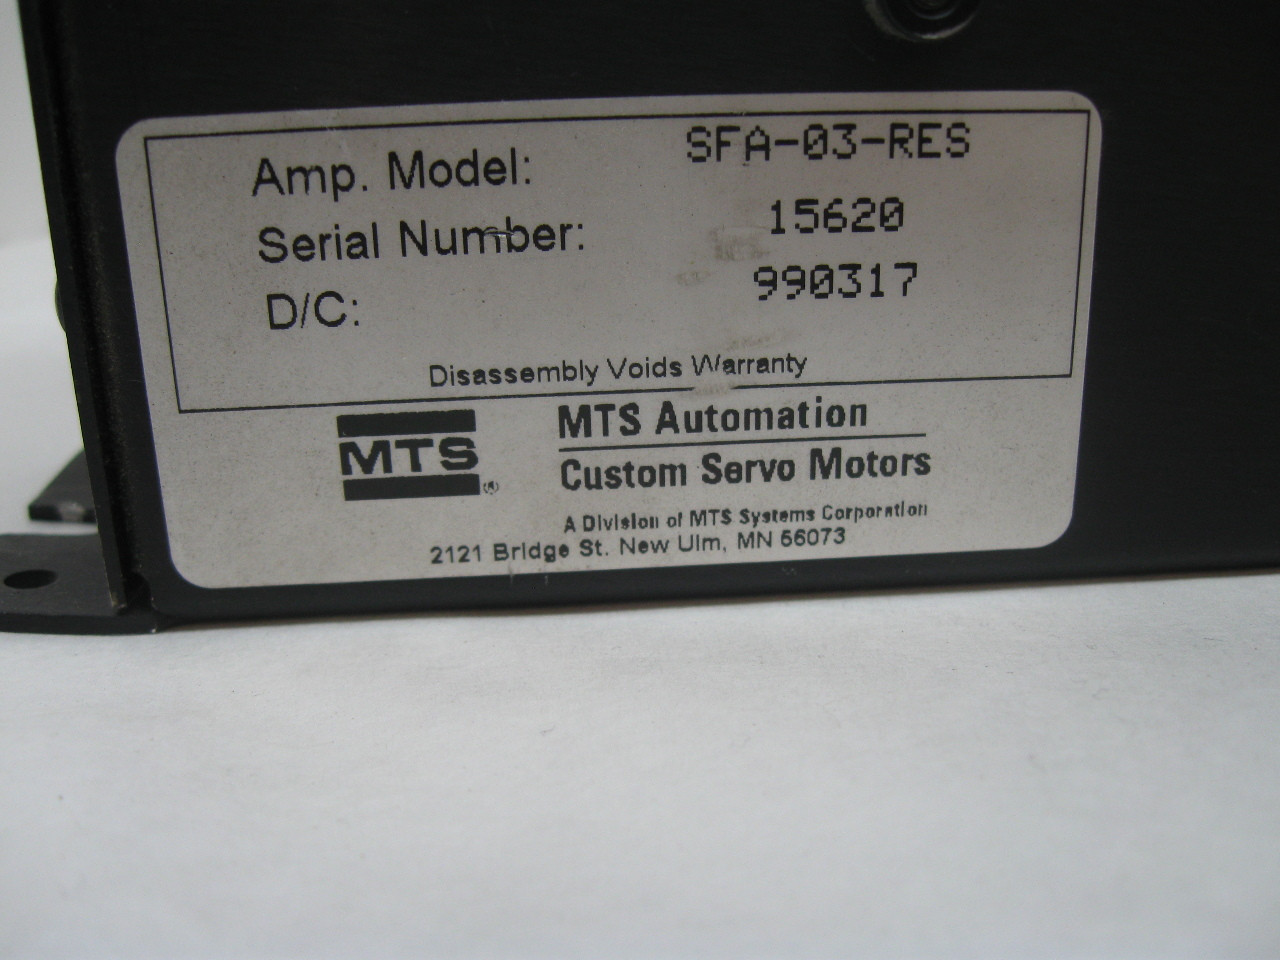 Amp. Model: SFA-03-RES
Serial Number: 15620
D/C: 990317
Disassembly Voids Warranty
MTS ®
MTS Automation
Custom Servo Motors
A Division of MTS Systems Corporation
2121 Bridge St. New Ulm, MN 56073